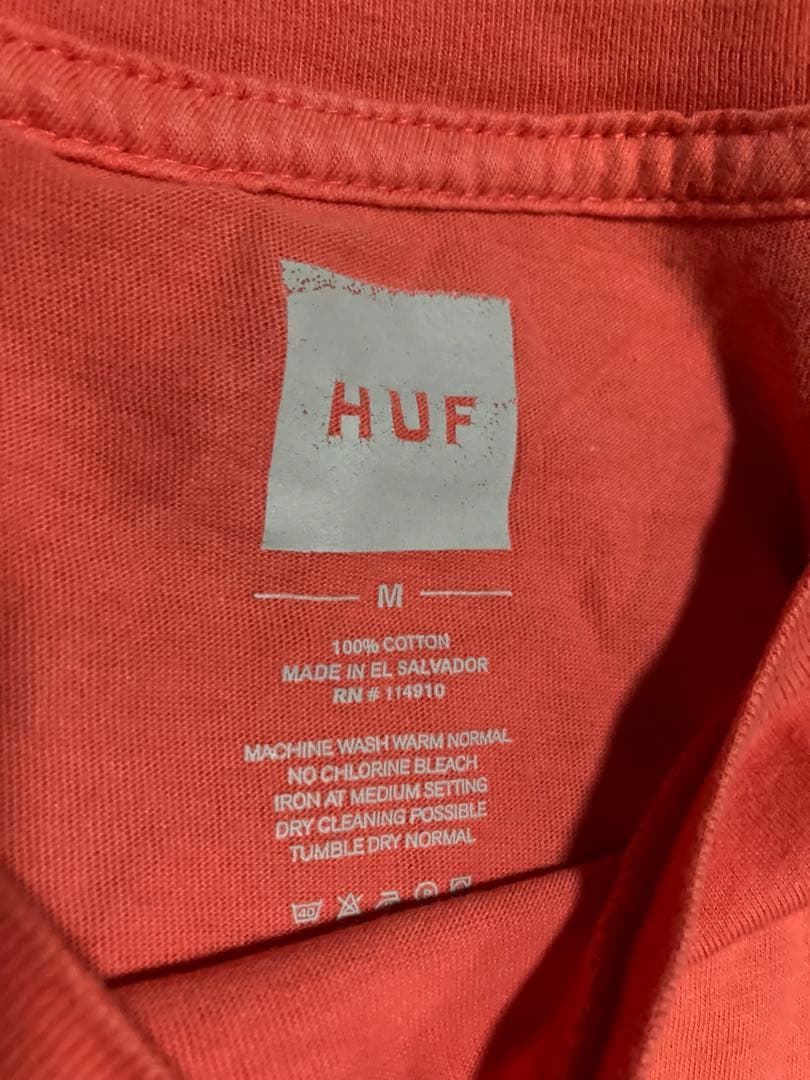 HUF
M
100% COTTON
MADE IN EL SALVADOR
RN # 114910
MACHINE WASH WARM NORMAL
NO CHLORINE BLEACH
IRON AT MEDIUM SETTING
DRY CLEANING POSSIBLE
TUMBLE DRY NORMAL
40